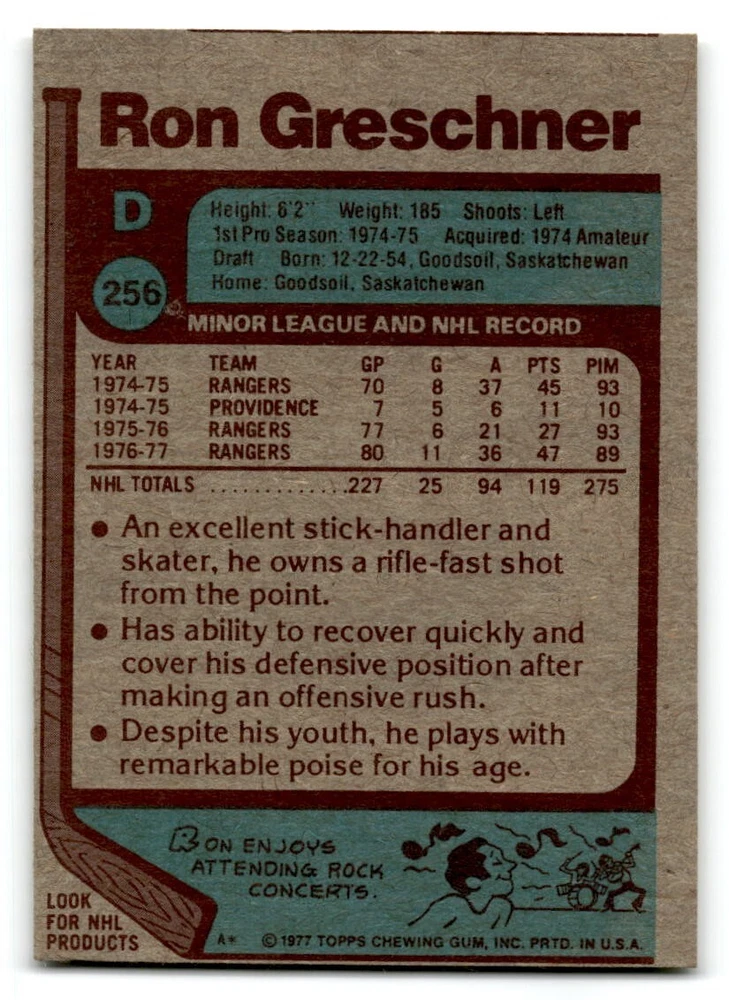 Ron Greschner
D
256
Height: 6'2" Weight: 185 Shoots: Left
1st Pro Season: 1974-75 Acquired: 1974 Amateur
Draft Born: 12-22-54, Goodsoil, Saskatchewan
Home: Goodsoil, Saskatchewan
MINOR LEAGUE AND NHL RECORD
YEAR TEAM GP G A PTS PIM
1974-75 RANGERS 70 8 37 45 93
1974-75 PROVIDENCE 7 5 6 11 10
1975-76 RANGERS 77 6 21 27 93
1976-77 RANGERS 80 11 36 47 89
NHL TOTALS .............227 25 94 119 275
● An excellent stick-handler and
skater, he owns a rifle-fast shot
from the point.
● Has ability to recover quickly and
cover his defensive position after
making an offensive rush.
● Despite his youth, he plays with
remarkable poise for his age.
RON ENJOYS
ATTENDING ROCK
CONCERTS.
LOOK
FOR NHL
PRODUCTS
A* ©1977 TOPPS CHEWING GUM, INC. PRTD. IN U.S.A.